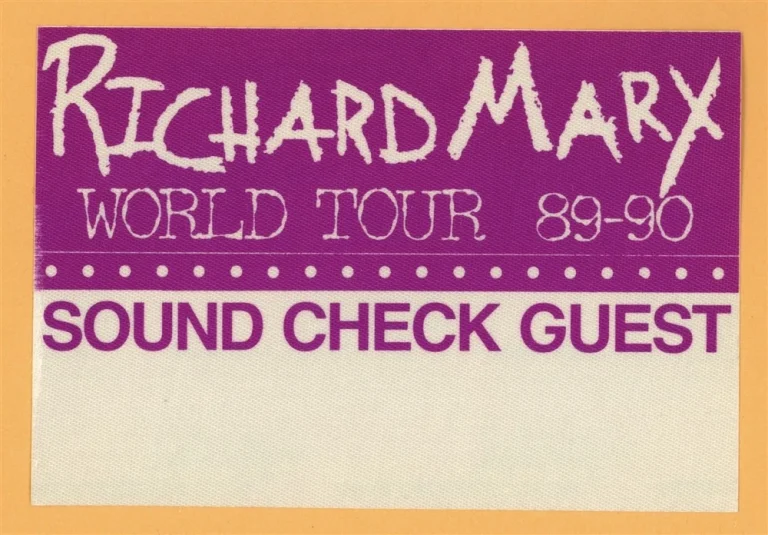 RICHARD MARX
WORLD TOUR 89-90
SOUND CHECK GUEST